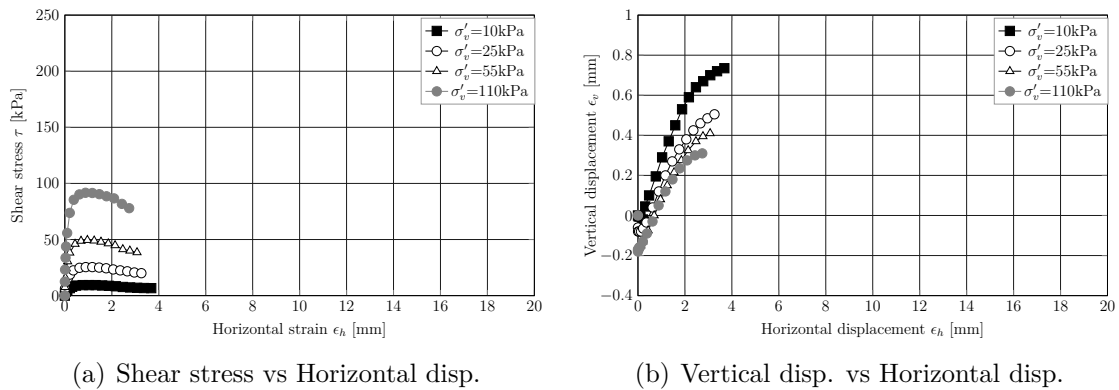 250
200
150
100
50
0
0 2 4 6 8 10 12 14 16 18 20
Shear stress τ [[kPa]
Horizontal strain ϵh [mm]
σ′v=10kPa
σ′v=25kPa
σ′v=55kPa
σ′v=110kPa
(a) Shear stress vs Horizontal disp.
1
0.8
0.6
0.4
0.2
0
−0.2
−0.4
0 2 4 6 8 10 12 14 16 18 20
Vertical displacement ϵv [mm]
Horizontal displacement ϵh [mm]
σ′v=10kPa
σ′v=25kPa
σ′v=55kPa
σ′v=110kPa
(b) Vertical disp. vs Horizontal disp.